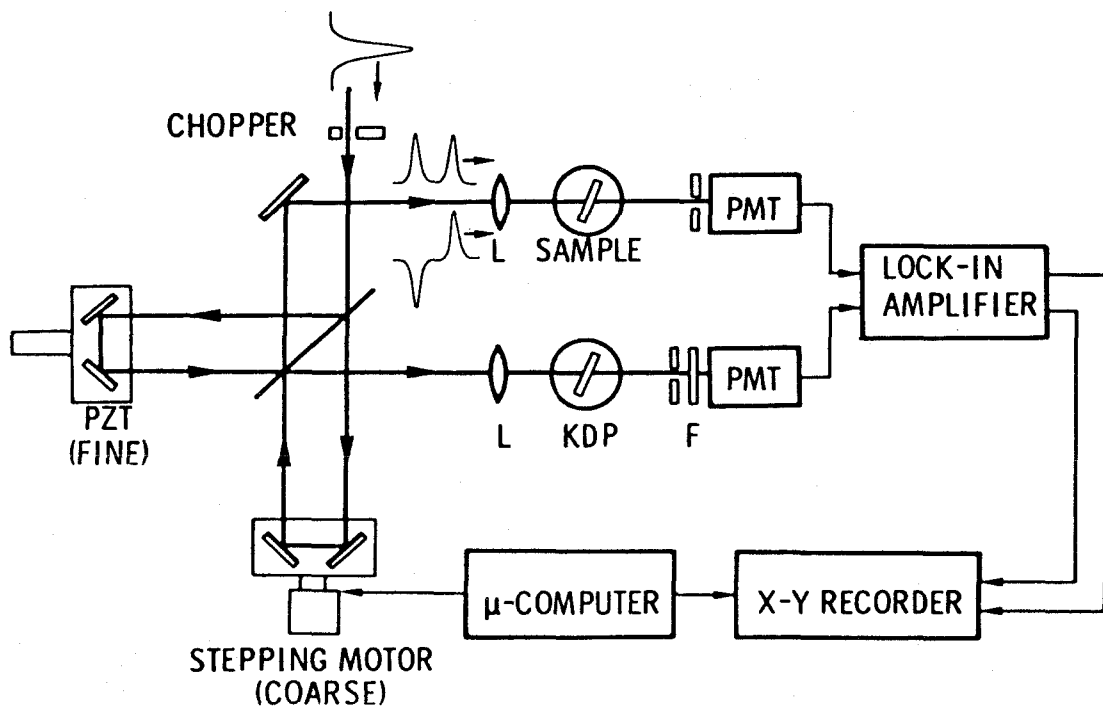 CHOPPER
L
SAMPLE
PMT
LOCK-IN
AMPLIFIER
PZT
(FINE)
L
KDP
F
PMT
STEPPING MOTOR
(COARSE)
μ-COMPUTER
X-Y RECORDER